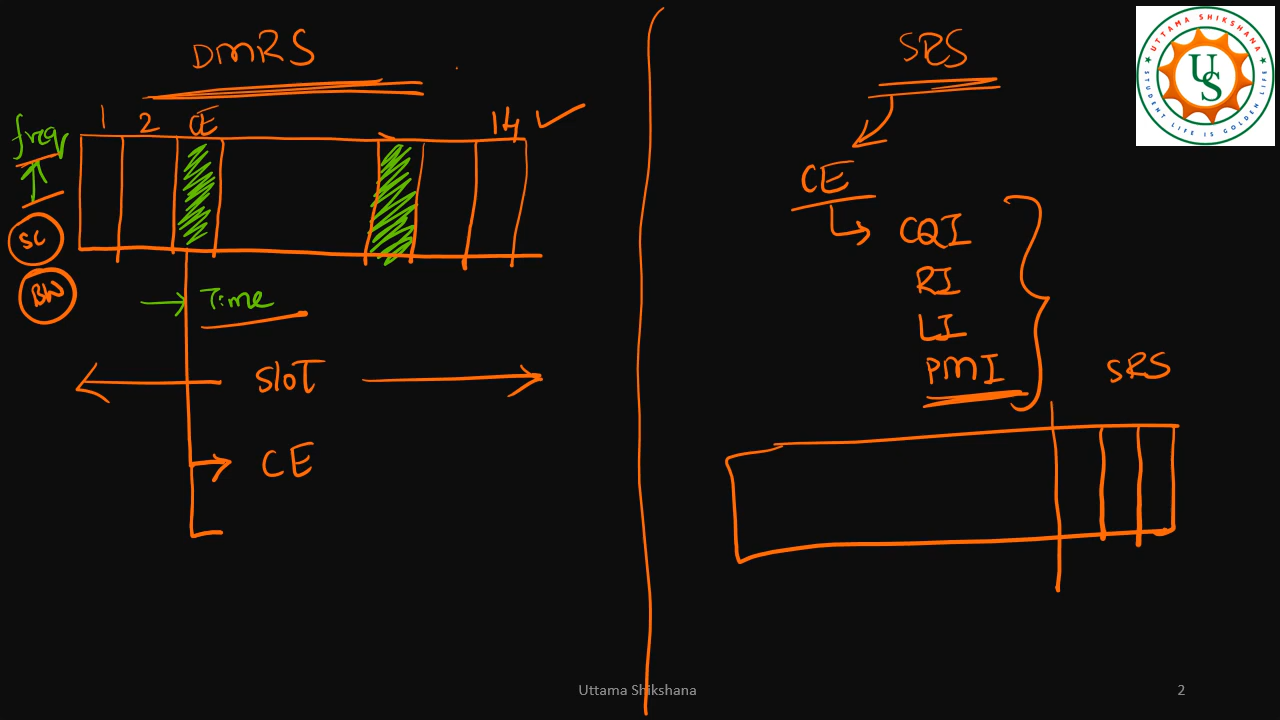 DMRS
1 2 CE 14
freq
SC
BW
Time
SLOT
CE
SRS
CE
CQI
RI
LI
PMI
SRS
UTTAMA SHIKSHANA
US
STUDENT LIFE IS GOLDEN LIFE
Uttama Shikshana
2